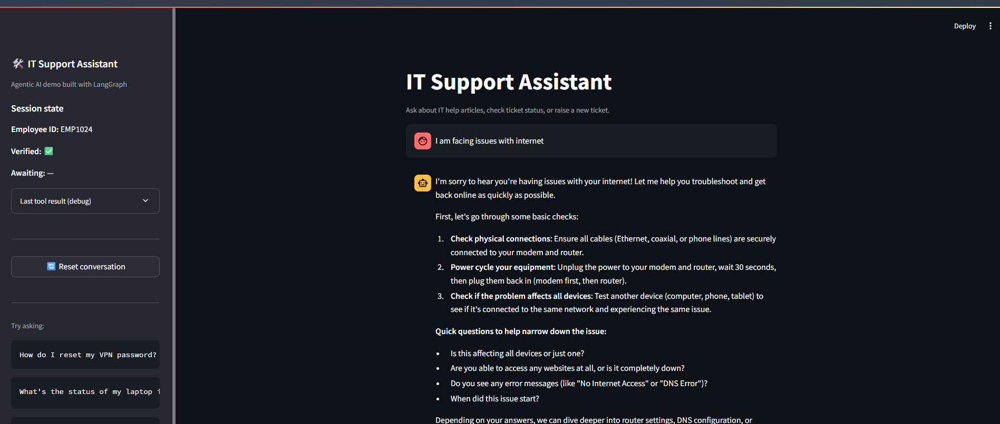 Deploy
IT Support Assistant
Agentic AI demo built with LangGraph
Session state
Employee ID: EMP1024
Verified:
Awaiting: —
Last tool result (debug)
Reset conversation
Try asking:
How do I reset my VPN password?
What's the status of my laptop
IT Support Assistant
Ask about IT help articles, check ticket status, or raise a new ticket.
I am facing issues with internet
I'm sorry to hear you're having issues with your internet! Let me help you troubleshoot and get
back online as quickly as possible.
First, let's go through some basic checks:
1. Check physical connections: Ensure all cables (Ethernet, coaxial, or phone lines) are securely
connected to your modem and router.
2. Power cycle your equipment: Unplug the power to your modem and router, wait 30 seconds,
then plug them back in (modem first, then router).
3. Check if the problem affects all devices: Test another device (computer, phone, tablet) to
see if it's connected to the same network and experiencing the same issue.
Quick questions to help narrow down the issue:
• Is this affecting all devices or just one?
• Are you able to access any websites at all, or is it completely down?
• Do you see any error messages (like "No Internet Access" or "DNS Error")?
• When did this issue start?
Depending on your answers, we can dive deeper into router settings, DNS configuration, or